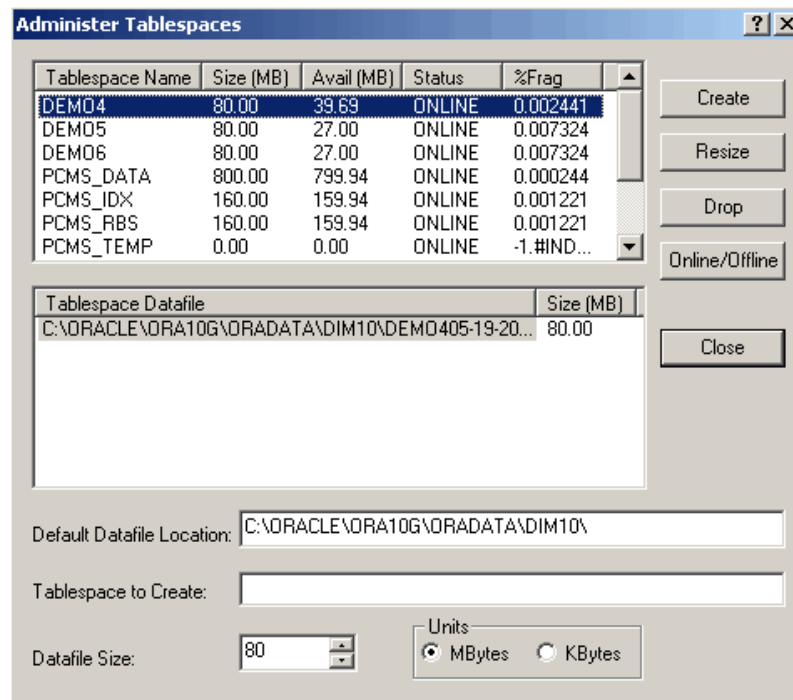 Administer Tablespaces
Tablespace Name Size (MB) Avail (MB) Status %Frag
DEMO4 80.00 39.69 ONLINE 0.002441
DEMO5 80.00 27.00 ONLINE 0.007324
DEMO6 80.00 27.00 ONLINE 0.007324
PCMS_DATA 800.00 799.94 ONLINE 0.000244
PCMS_IDX 160.00 159.94 ONLINE 0.001221
PCMS_RBS 160.00 159.94 ONLINE 0.001221
PCMS_TEMP 0.00 0.00 ONLINE -1.#IND...
Create
Resize
Drop
Online/Offline
Close
Tablespace Datafile Size (MB)
C:\ORACLE\ORA10G\ORADATA\DIM10\DEMO405-19-20... 80.00
Default Datafile Location: C:\ORACLE\ORA10G\ORADATA\DIM10\
Tablespace to Create:
Datafile Size: 80
Units
MBytes KBytes